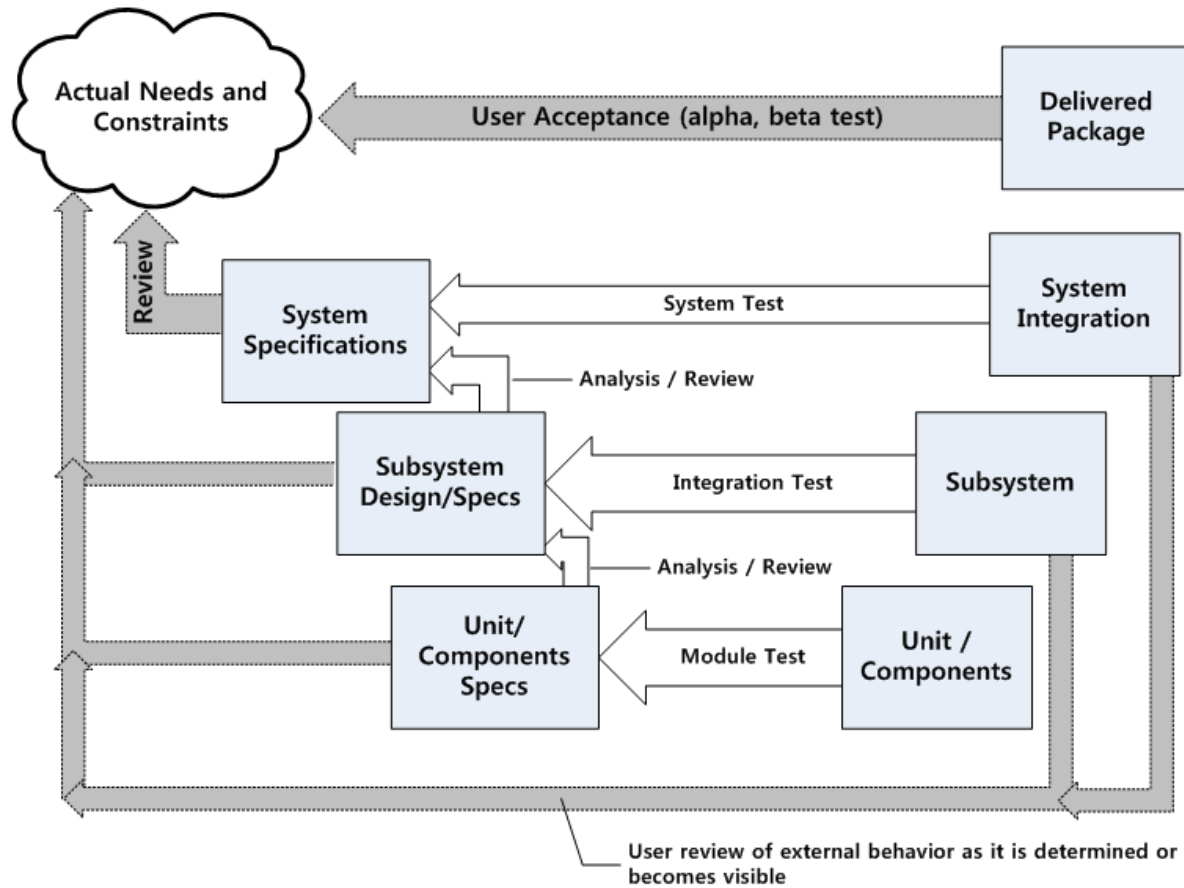 Actual Needs and
Constraints
User Acceptance (alpha, beta test)
Delivered
Package
Review
System
Specifications
System Test
System
Integration
Analysis / Review
Subsystem
Design/Specs
Integration Test
Subsystem
Analysis / Review
Unit/
Components
Specs
Module Test
Unit /
Components
User review of external behavior as it is determined or
becomes visible